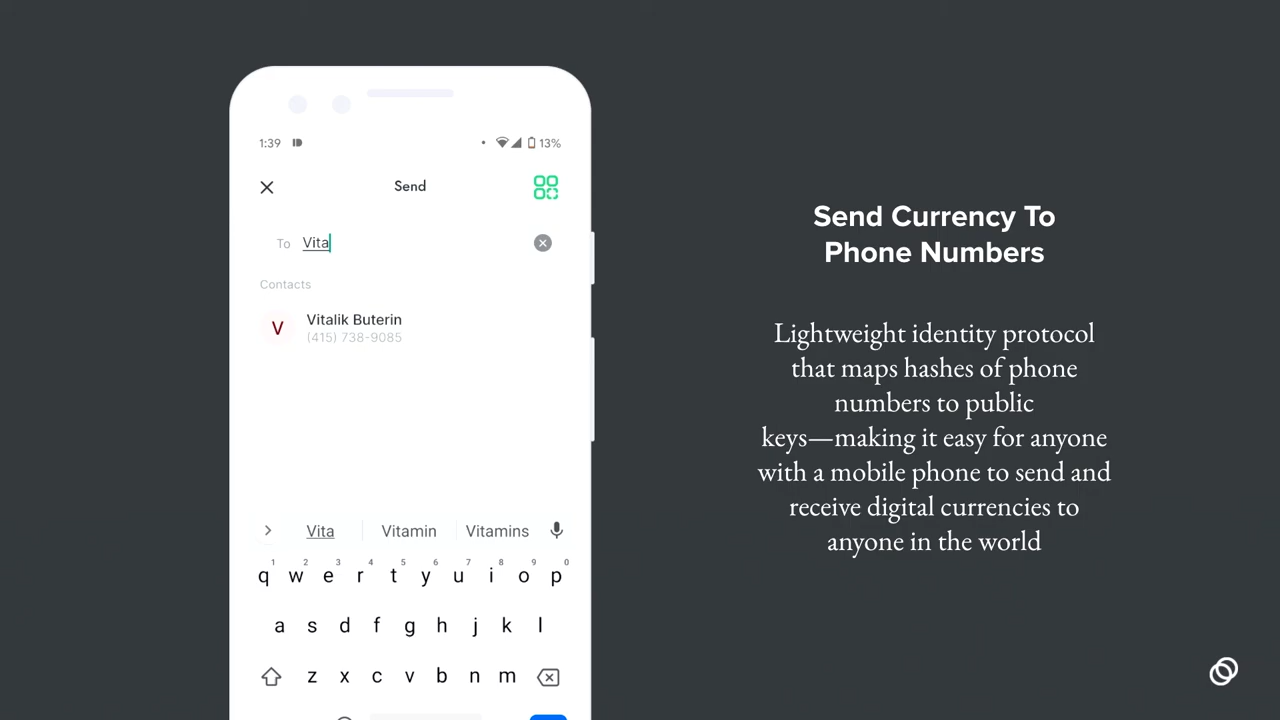 1:39
13%
Send
To Vita
Contacts
V
Vitalik Buterin
(415) 738-9085
Vita Vitamin Vitamins
1 2 3 4 5 6 7 8 9 0
q w e r t y u i o p
a s d f g h j k l
z x c v b n m
Send Currency To
Phone Numbers
Lightweight identity protocol
that maps hashes of phone
numbers to public
keys—making it easy for anyone
with a mobile phone to send and
receive digital currencies to
anyone in the world